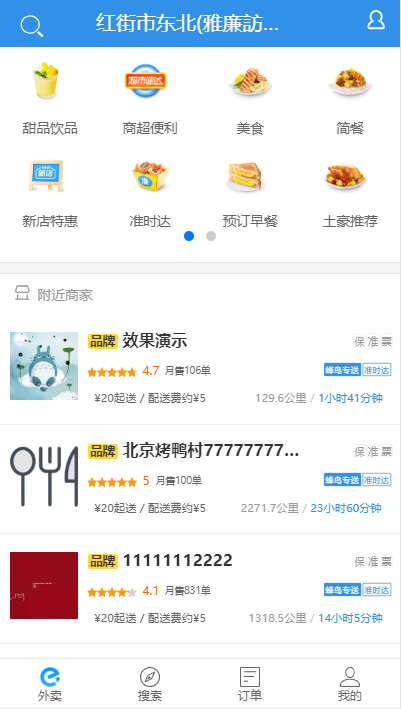 红街市东北(雅廉訪...
甜品饮品 商超便利 美食 简餐
新店特惠 准时达 预订早餐 土豪推荐
附近商家
品牌 效果演示 保准票
4.7 月售106单 蜂鸟专送 准时达
¥20起送 / 配送费约¥5 129.6公里 / 1小时41分钟
品牌 北京烤鸭村77777777... 保准票
5 月售100单 蜂鸟专送 准时达
¥20起送 / 配送费约¥5 2271.7公里 / 23小时60分钟
品牌 11111112222 保准票
4.1 月售831单 蜂鸟专送 准时达
¥20起送 / 配送费约¥5 1318.5公里 / 14小时5分钟
外卖 搜索 订单 我的